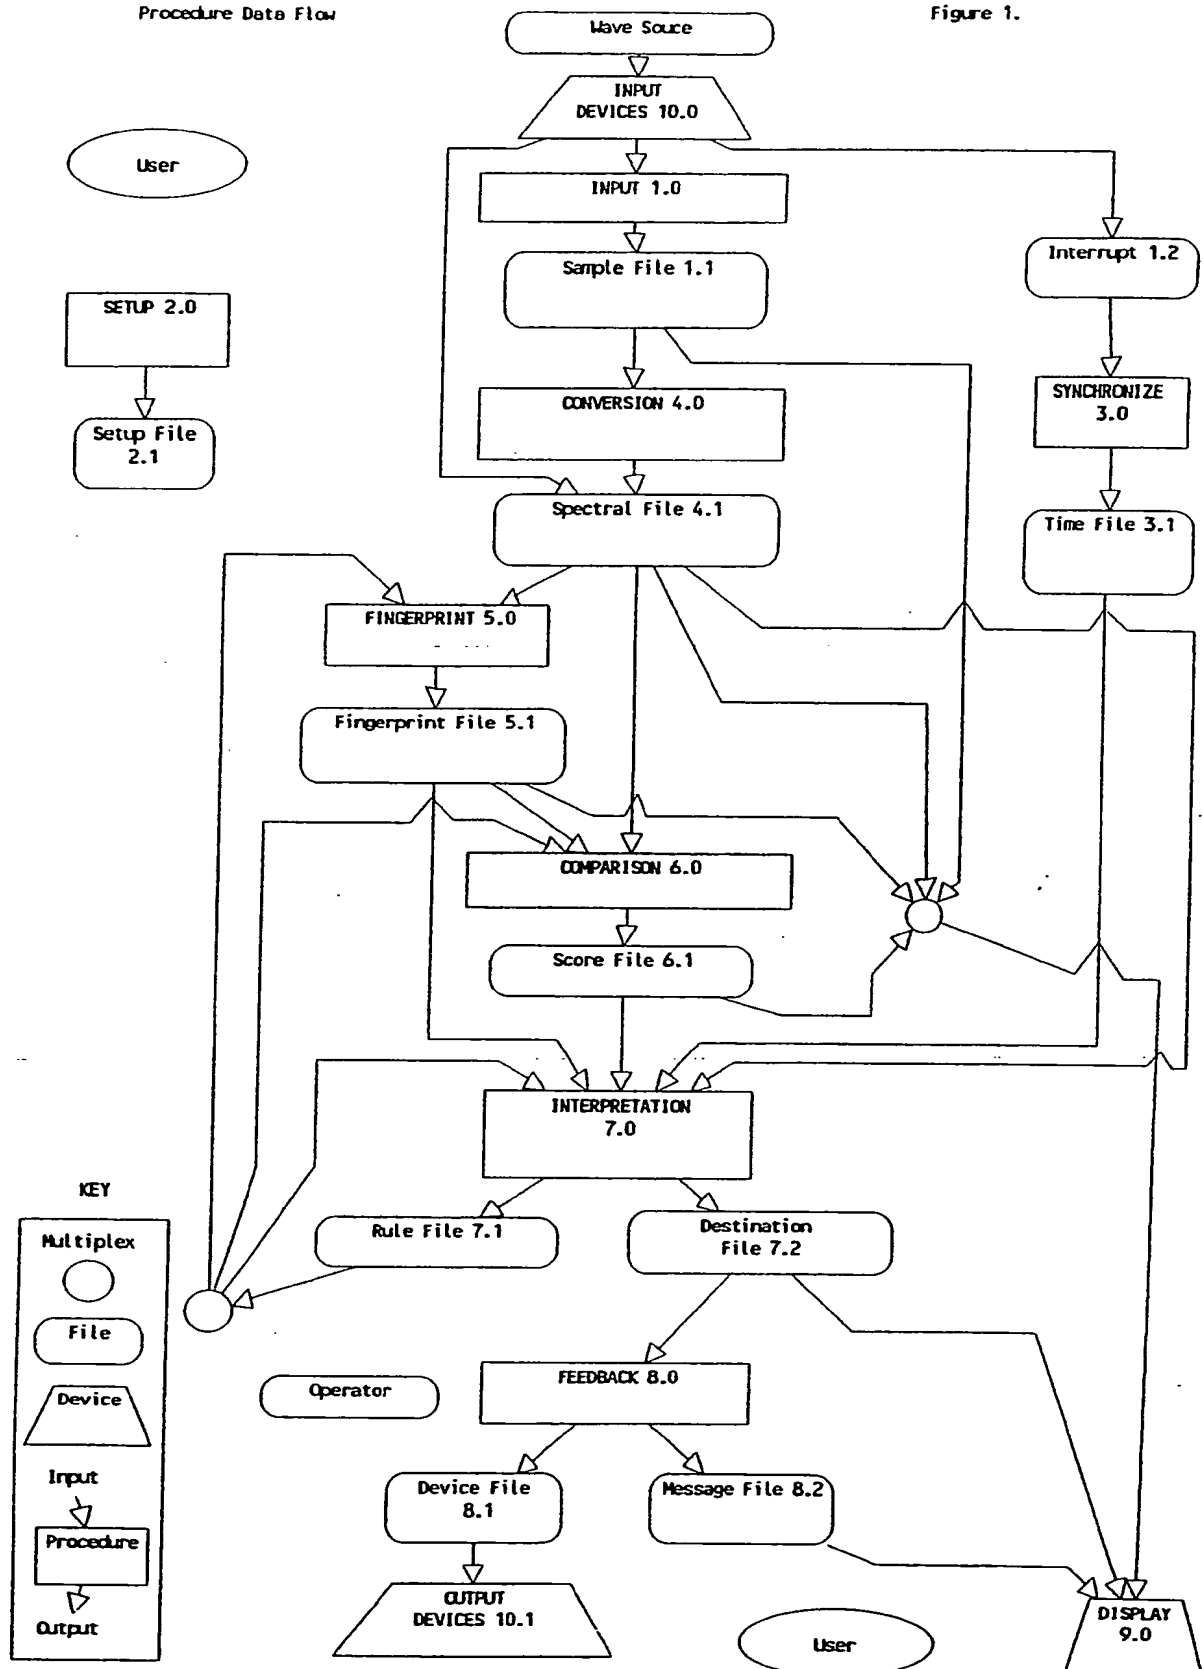 Procedure Data Flow
Figure 1.
Wave Souce
INPUT
DEVICES 10.0
User
INPUT 1.0
Sample File 1.1
Interrupt 1.2
SETUP 2.0
Setup File
2.1
CONVERSION 4.0
SYNCHRONIZE
3.0
Spectral File 4.1
Time File 3.1
FINGERPRINT 5.0
Fingerprint File 5.1
COMPARISON 6.0
Score File 6.1
INTERPRETATION
7.0
Rule File 7.1
Destination
File 7.2
KEY
Multiplex
File
Device
Input
Procedure
Output
Operator
FEEDBACK 8.0
Device File
8.1
Message File 8.2
OUTPUT
DEVICES 10.1
User
DISPLAY
9.0